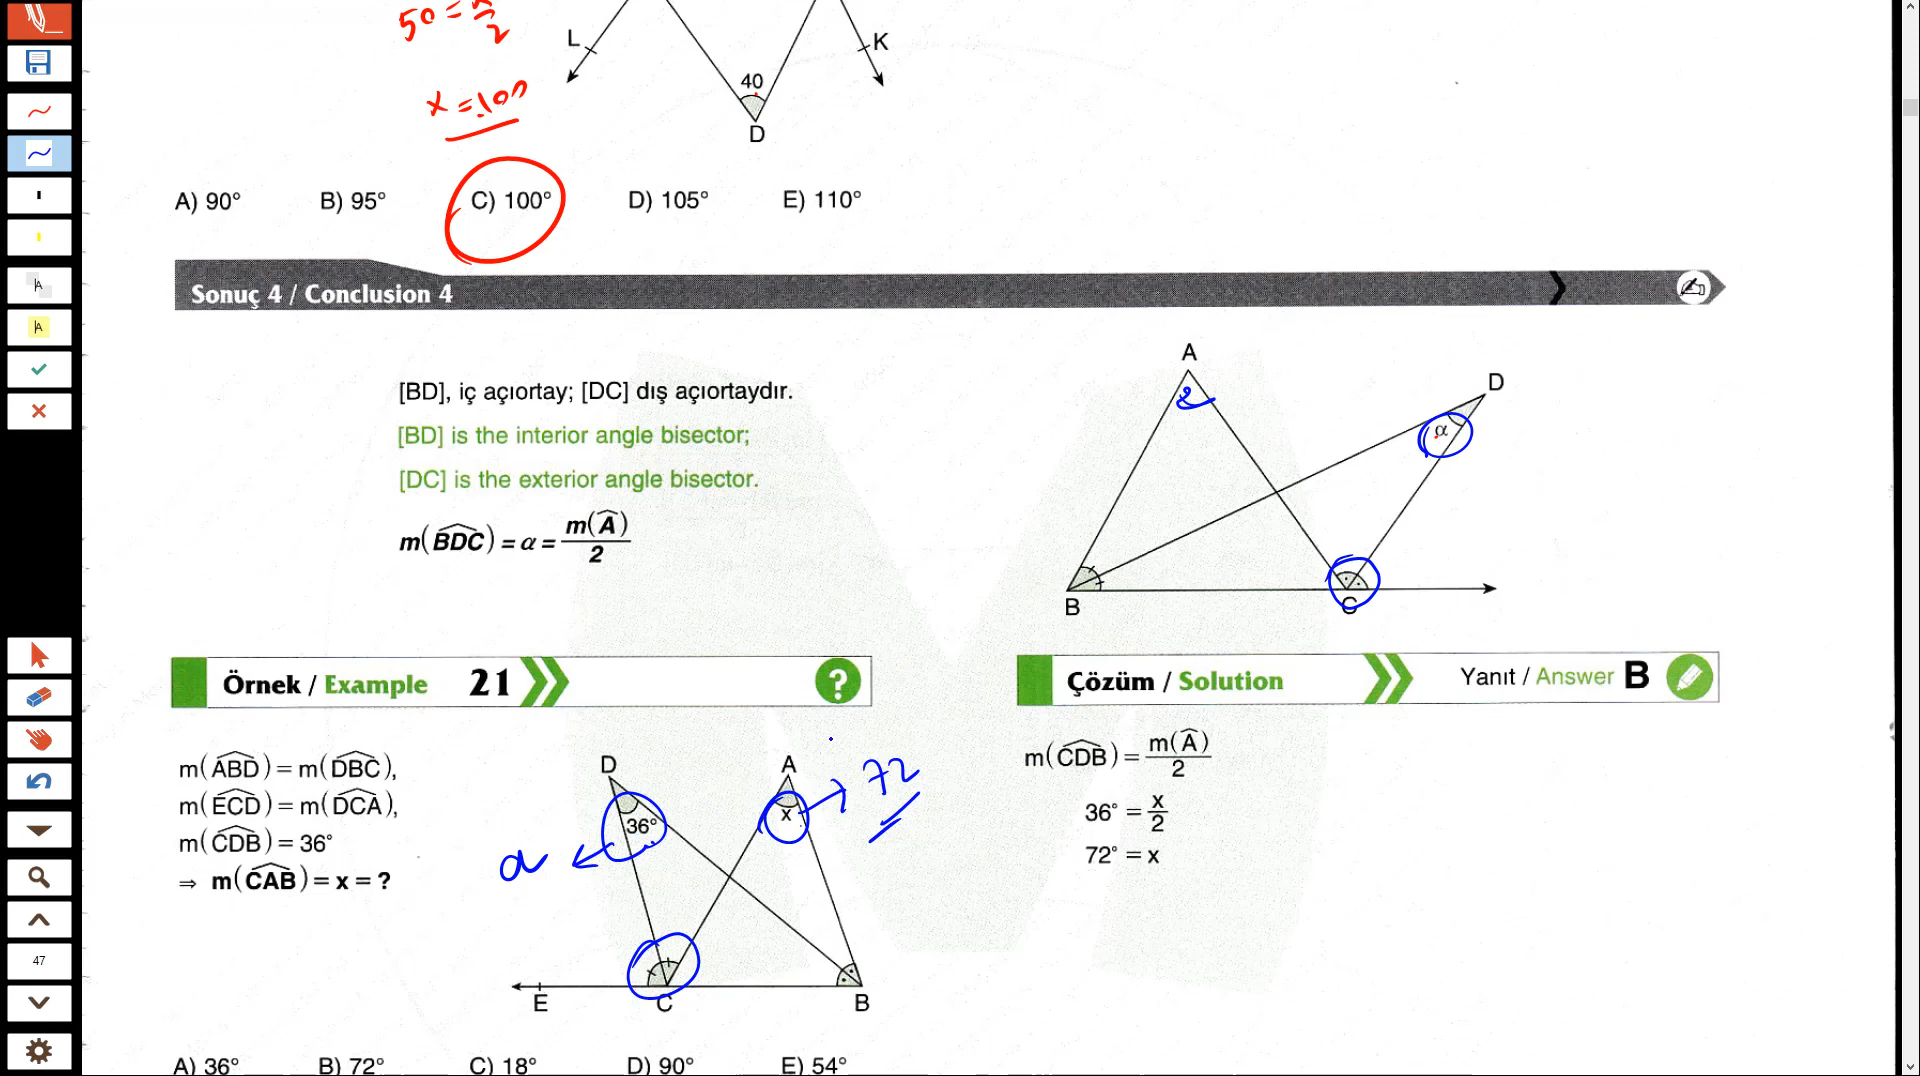 50 = x/2
x = 100
L
K
40
D
A) 90° B) 95° C) 100° D) 105° E) 110°
Sonuç 4 / Conclusion 4
[BD], iç açıortay; [DC] dış açıortaydır.
[BD] is the interior angle bisector;
[DC] is the exterior angle bisector.
m(BDC) = α = m(A)/2
A
D
α
B
C
Örnek / Example 21
?
m(ABD) = m(DBC),
m(ECD) = m(DCA),
m(CDB) = 36°
⇒ m(CAB) = x = ?
D
A
36°
x
72
α
E
C
B
A) 36° B) 72° C) 18° D) 90° E) 54°
Çözüm / Solution Yanıt / Answer B
m(CDB) = m(A)/2
36° = x/2
72° = x
A
A
47